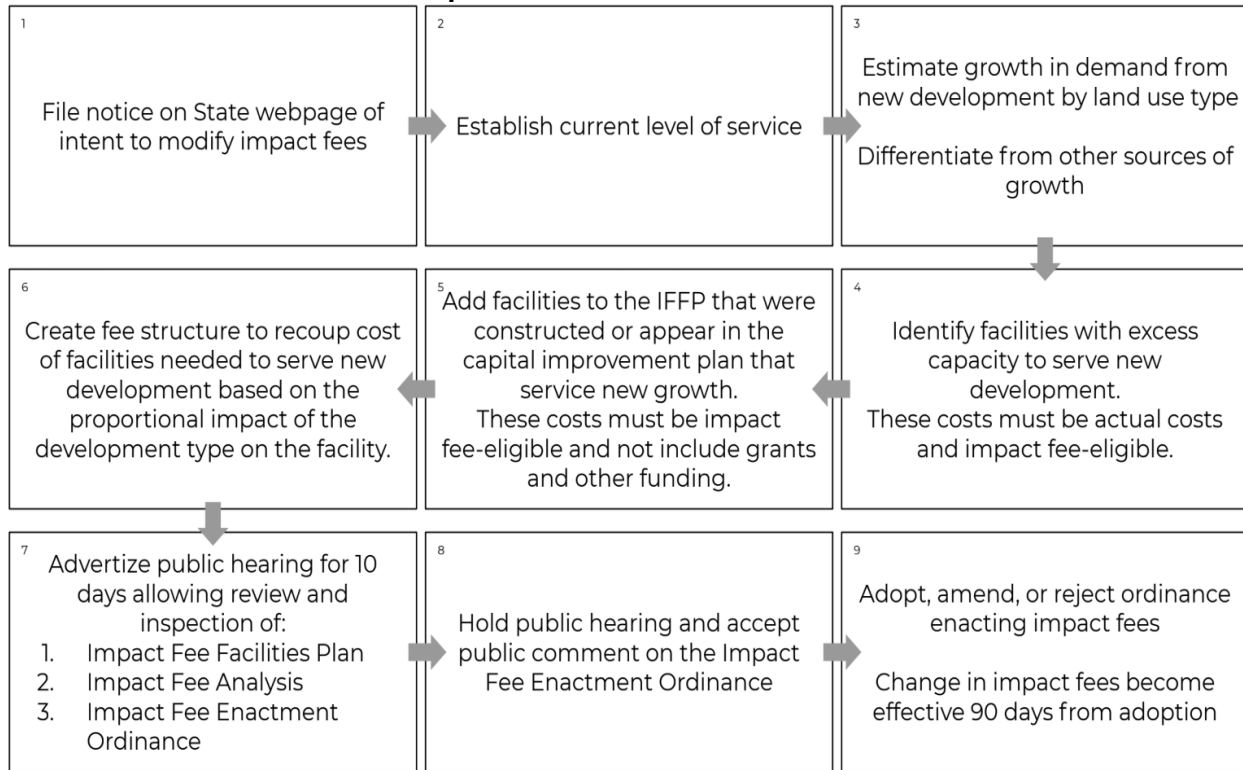 1
File notice on State webpage of
intent to modify impact fees
2
Establish current level of service
3
Estimate growth in demand from
new development by land use type
Differentiate from other sources of
growth
4
Identify facilities with excess
capacity to serve new
development.
These costs must be actual costs
and impact fee-eligible.
5
Add facilities to the IFFP that were
constructed or appear in the
capital improvement plan that
service new growth.
These costs must be impact
fee-eligible and not include grants
and other funding.
6
Create fee structure to recoup cost
of facilities needed to serve new
development based on the
proportional impact of the
development type on the facility.
7
Advertize public hearing for 10
days allowing review and
inspection of:
1. Impact Fee Facilities Plan
2. Impact Fee Analysis
3. Impact Fee Enactment
Ordinance
8
Hold public hearing and accept
public comment on the Impact
Fee Enactment Ordinance
9
Adopt, amend, or reject ordinance
enacting impact fees
Change in impact fees become
effective 90 days from adoption